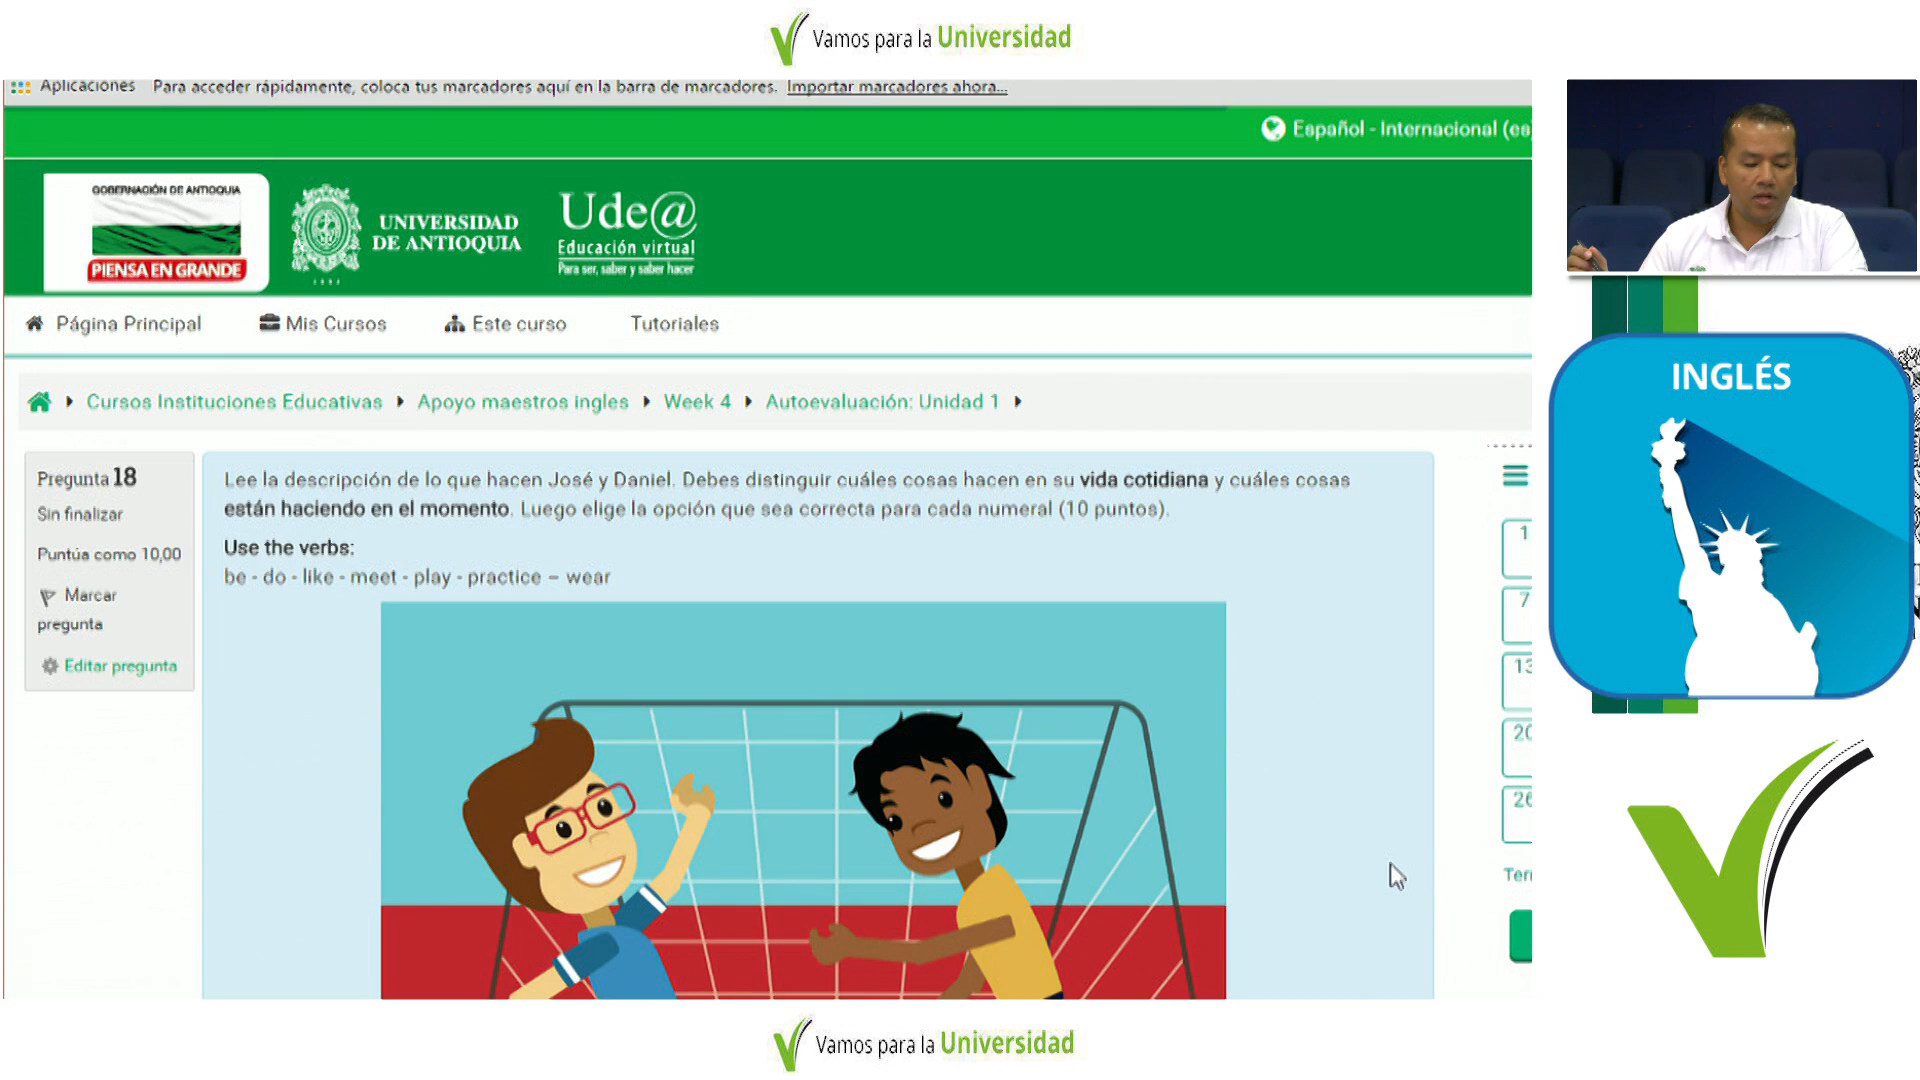 Vamos para la Universidad
Aplicaciones Para acceder rápidamente, coloca tus marcadores aquí en la barra de marcadores. Importar marcadores ahora...
Español - Internacional (es
GOBERNACIÓN DE ANTIOQUIA
PIENSA EN GRANDE
UNIVERSIDAD
DE ANTIOQUIA
Ude@
Educación virtual
Para ser, saber y saber hacer
Página Principal Mis Cursos Este curso Tutoriales
Cursos Instituciones Educativas Apoyo maestros ingles Week 4 Autoevaluación: Unidad 1
Pregunta 18
Sin finalizar
Puntúa como 10,00
Marcar
pregunta
Editar pregunta
Lee la descripción de lo que hacen José y Daniel. Debes distinguir cuáles cosas hacen en su vida cotidiana y cuáles cosas
están haciendo en el momento. Luego elige la opción que sea correcta para cada numeral (10 puntos).
Use the verbs:
be - do - like - meet - play - practice – wear
1
7
13
20
26
INGLÉS
Vamos para la Universidad